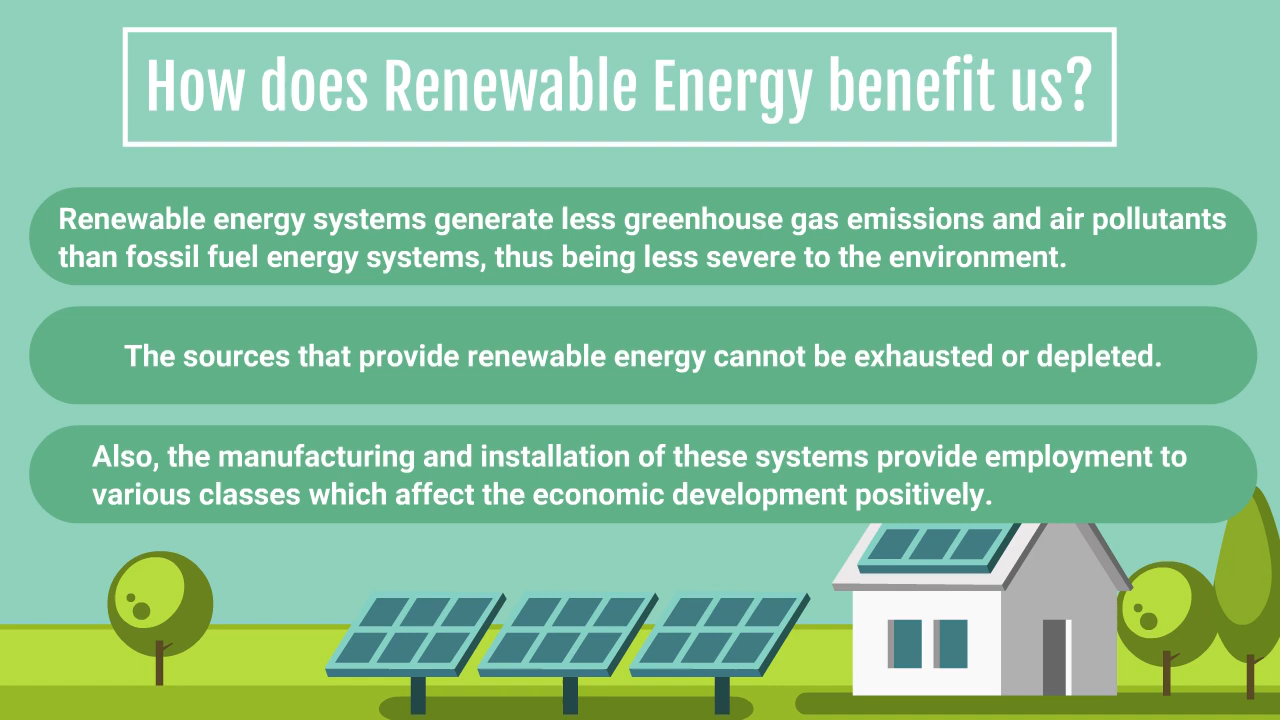 How does Renewable Energy benefit us?
Renewable energy systems generate less greenhouse gas emissions and air pollutants
than fossil fuel energy systems, thus being less severe to the environment.
The sources that provide renewable energy cannot be exhausted or depleted.
Also, the manufacturing and installation of these systems provide employment to
various classes which affect the economic development positively.